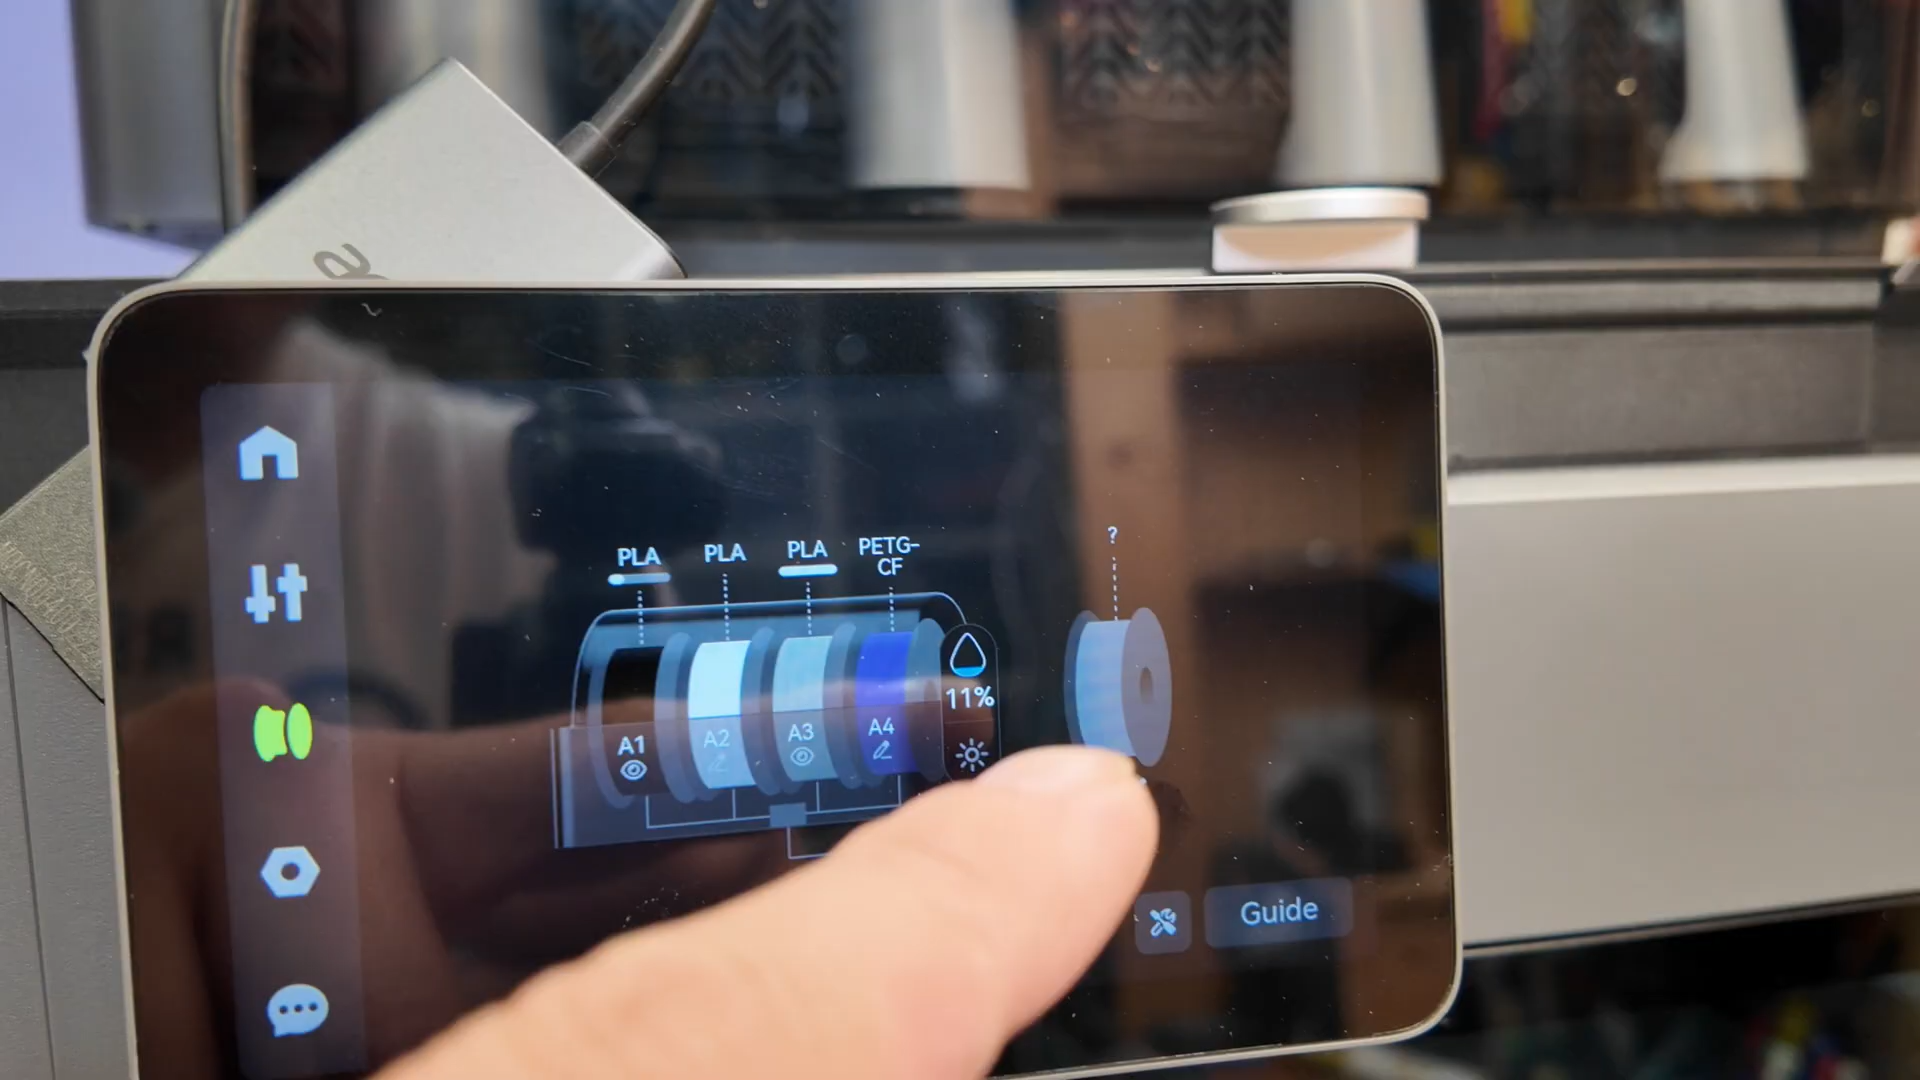 PLA
PLA
PLA
PETG-
CF
?
A1
A2
A3
A4
11%
Guide